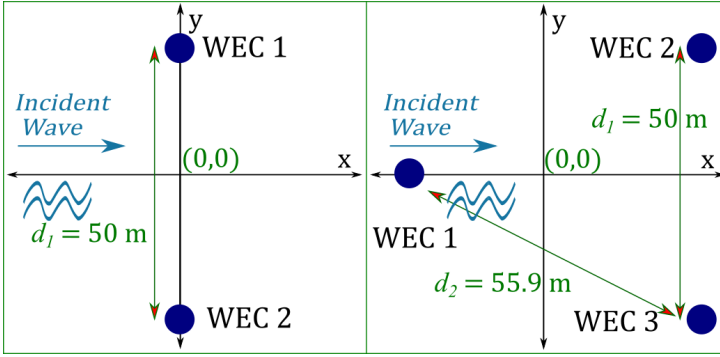 y
WEC 1
Incident
Wave
(0,0)
x
d₁ = 50 m
WEC 2
y
WEC 2
Incident
Wave
d₁ = 50 m
(0,0)
x
WEC 1
d₂ = 55.9 m
WEC 3